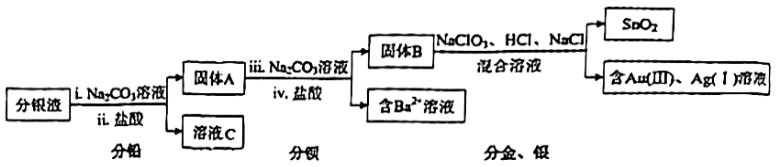 分银渣
i. Na₂CO₃溶液
ii. 盐酸
分铅
固体A
溶液C
iii. Na₂CO₃溶液
iv. 盐酸
分钡
固体B
含Ba²⁺溶液
NaClO₃、HCl、NaCl
混合溶液
分金、银
SnO₂
含Au(Ⅲ)、Ag(Ⅰ)溶液